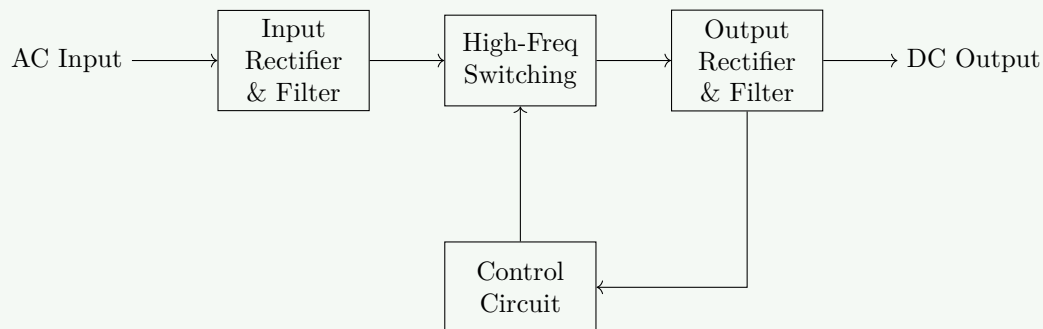 AC Input
Input
Rectifier
& Filter
High-Freq
Switching
Output
Rectifier
& Filter
DC Output
Control
Circuit